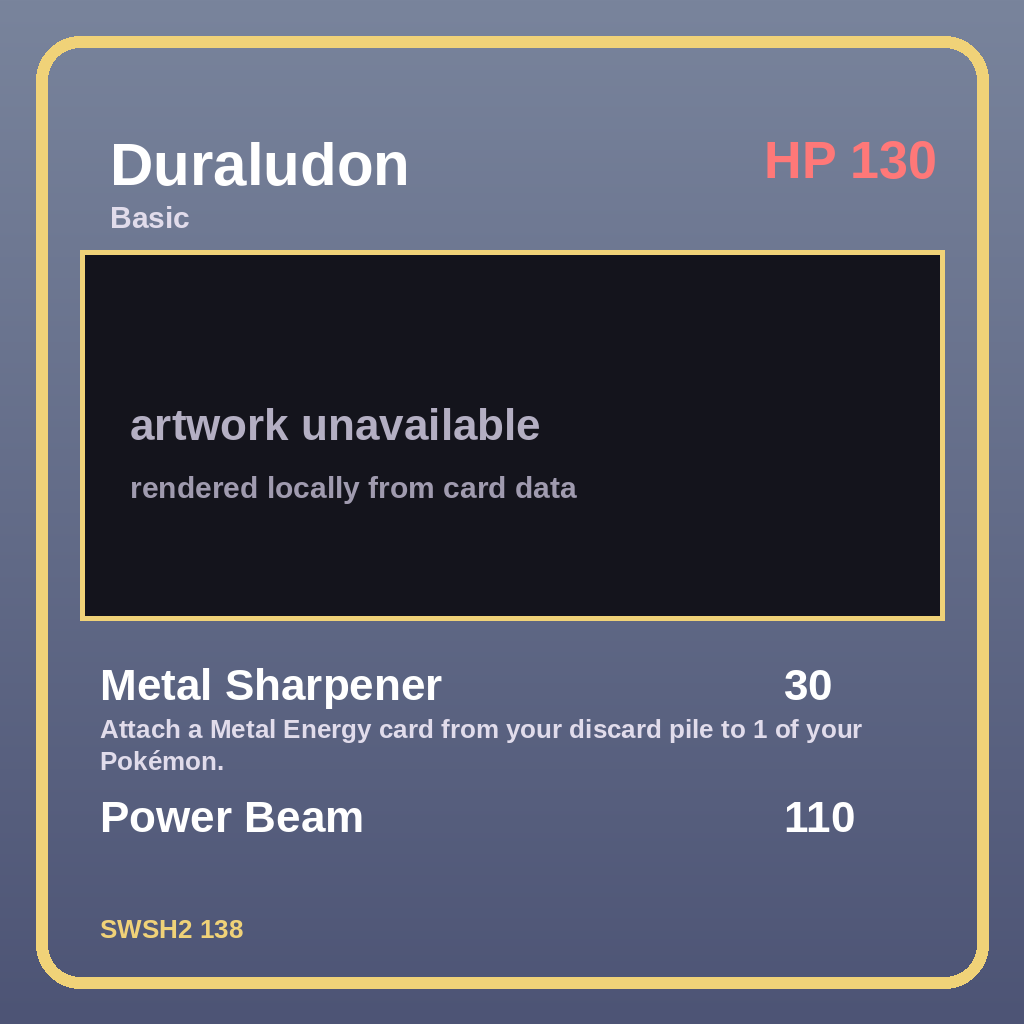 Duraludon
HP 130
Basic
artwork unavailable
rendered locally from card data
Metal Sharpener 30
Attach a Metal Energy card from your discard pile to 1 of your
Pokémon.
Power Beam 110
SWSH2 138